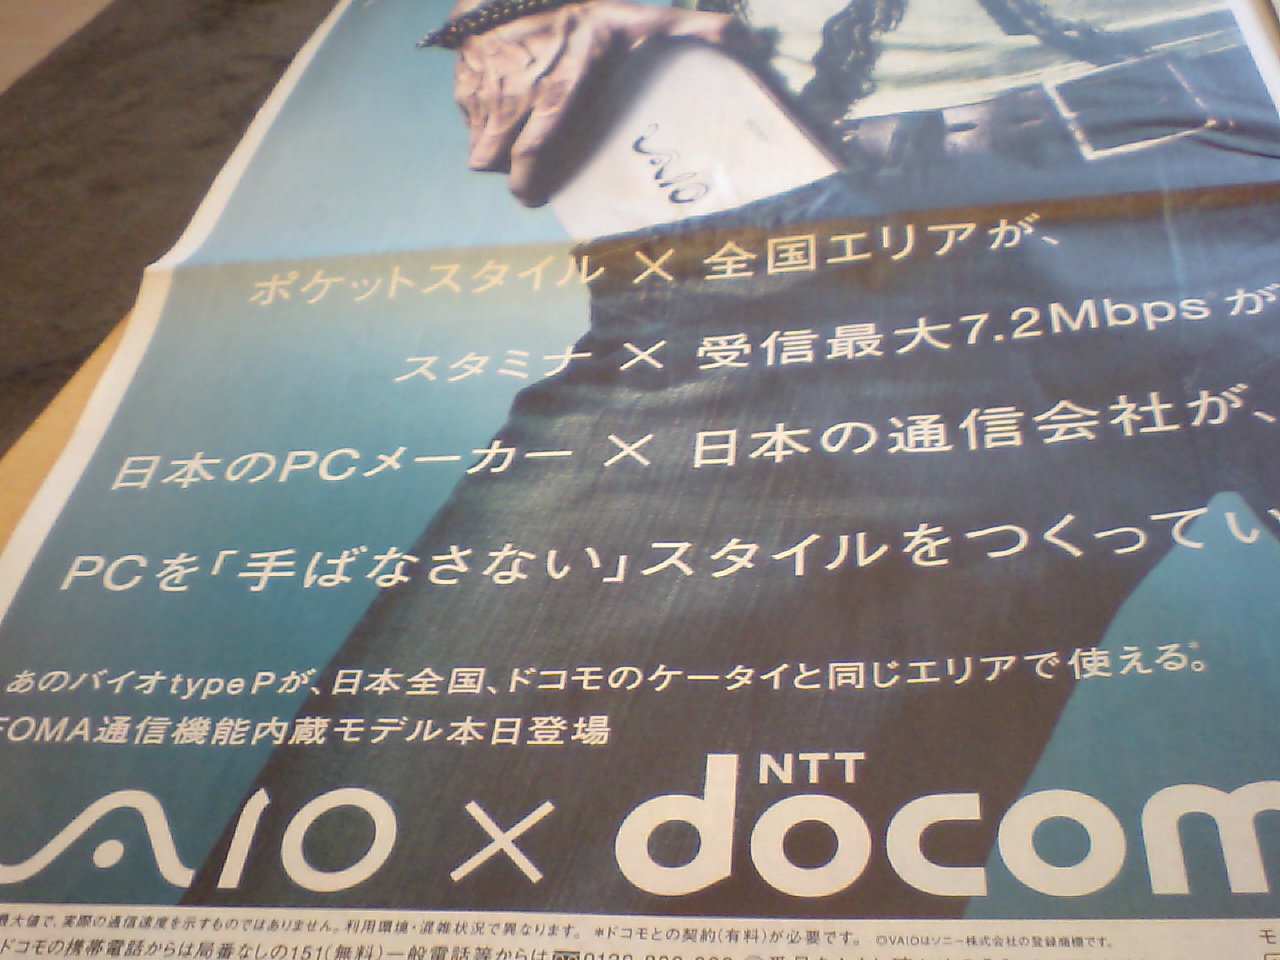 VAIO
ポケットスタイル × 全国エリアが、
スタミナ × 受信最大7.2Mbpsが
日本のPCメーカー × 日本の通信会社が、
PCを「手ばなさない」スタイルをつくってい
あのバイオtypePが、日本全国、ドコモのケータイと同じエリアで使える。
FOMA通信機能内蔵モデル本日登場
VAIO × NTT docom
最大値で、実際の通信速度を示すものではありません。利用環境・混雑状況で異なります。 *ドコモとの契約(有料)が必要です。 ©VAIOはソニー株式会社の登録商標です。
ドコモの携帯電話からは局番なしの151(無料) 一般電話等からは